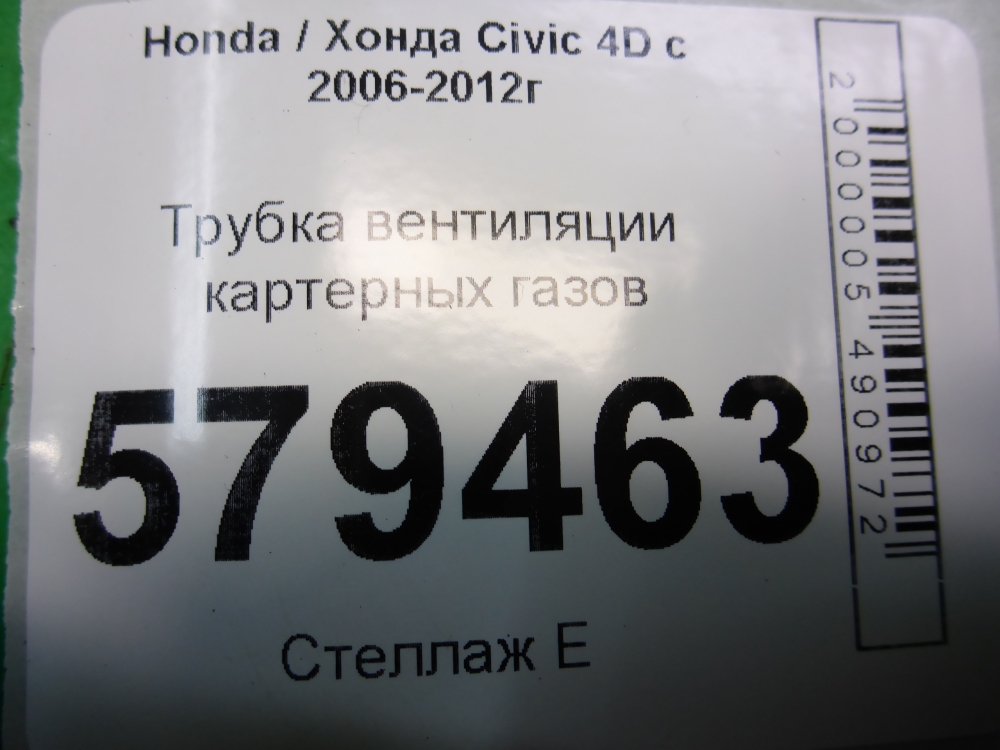 Honda / Хонда Civic 4D с
2006-2012г
Трубка вентиляции
картерных газов
579463
Стеллаж Е
2000005490972